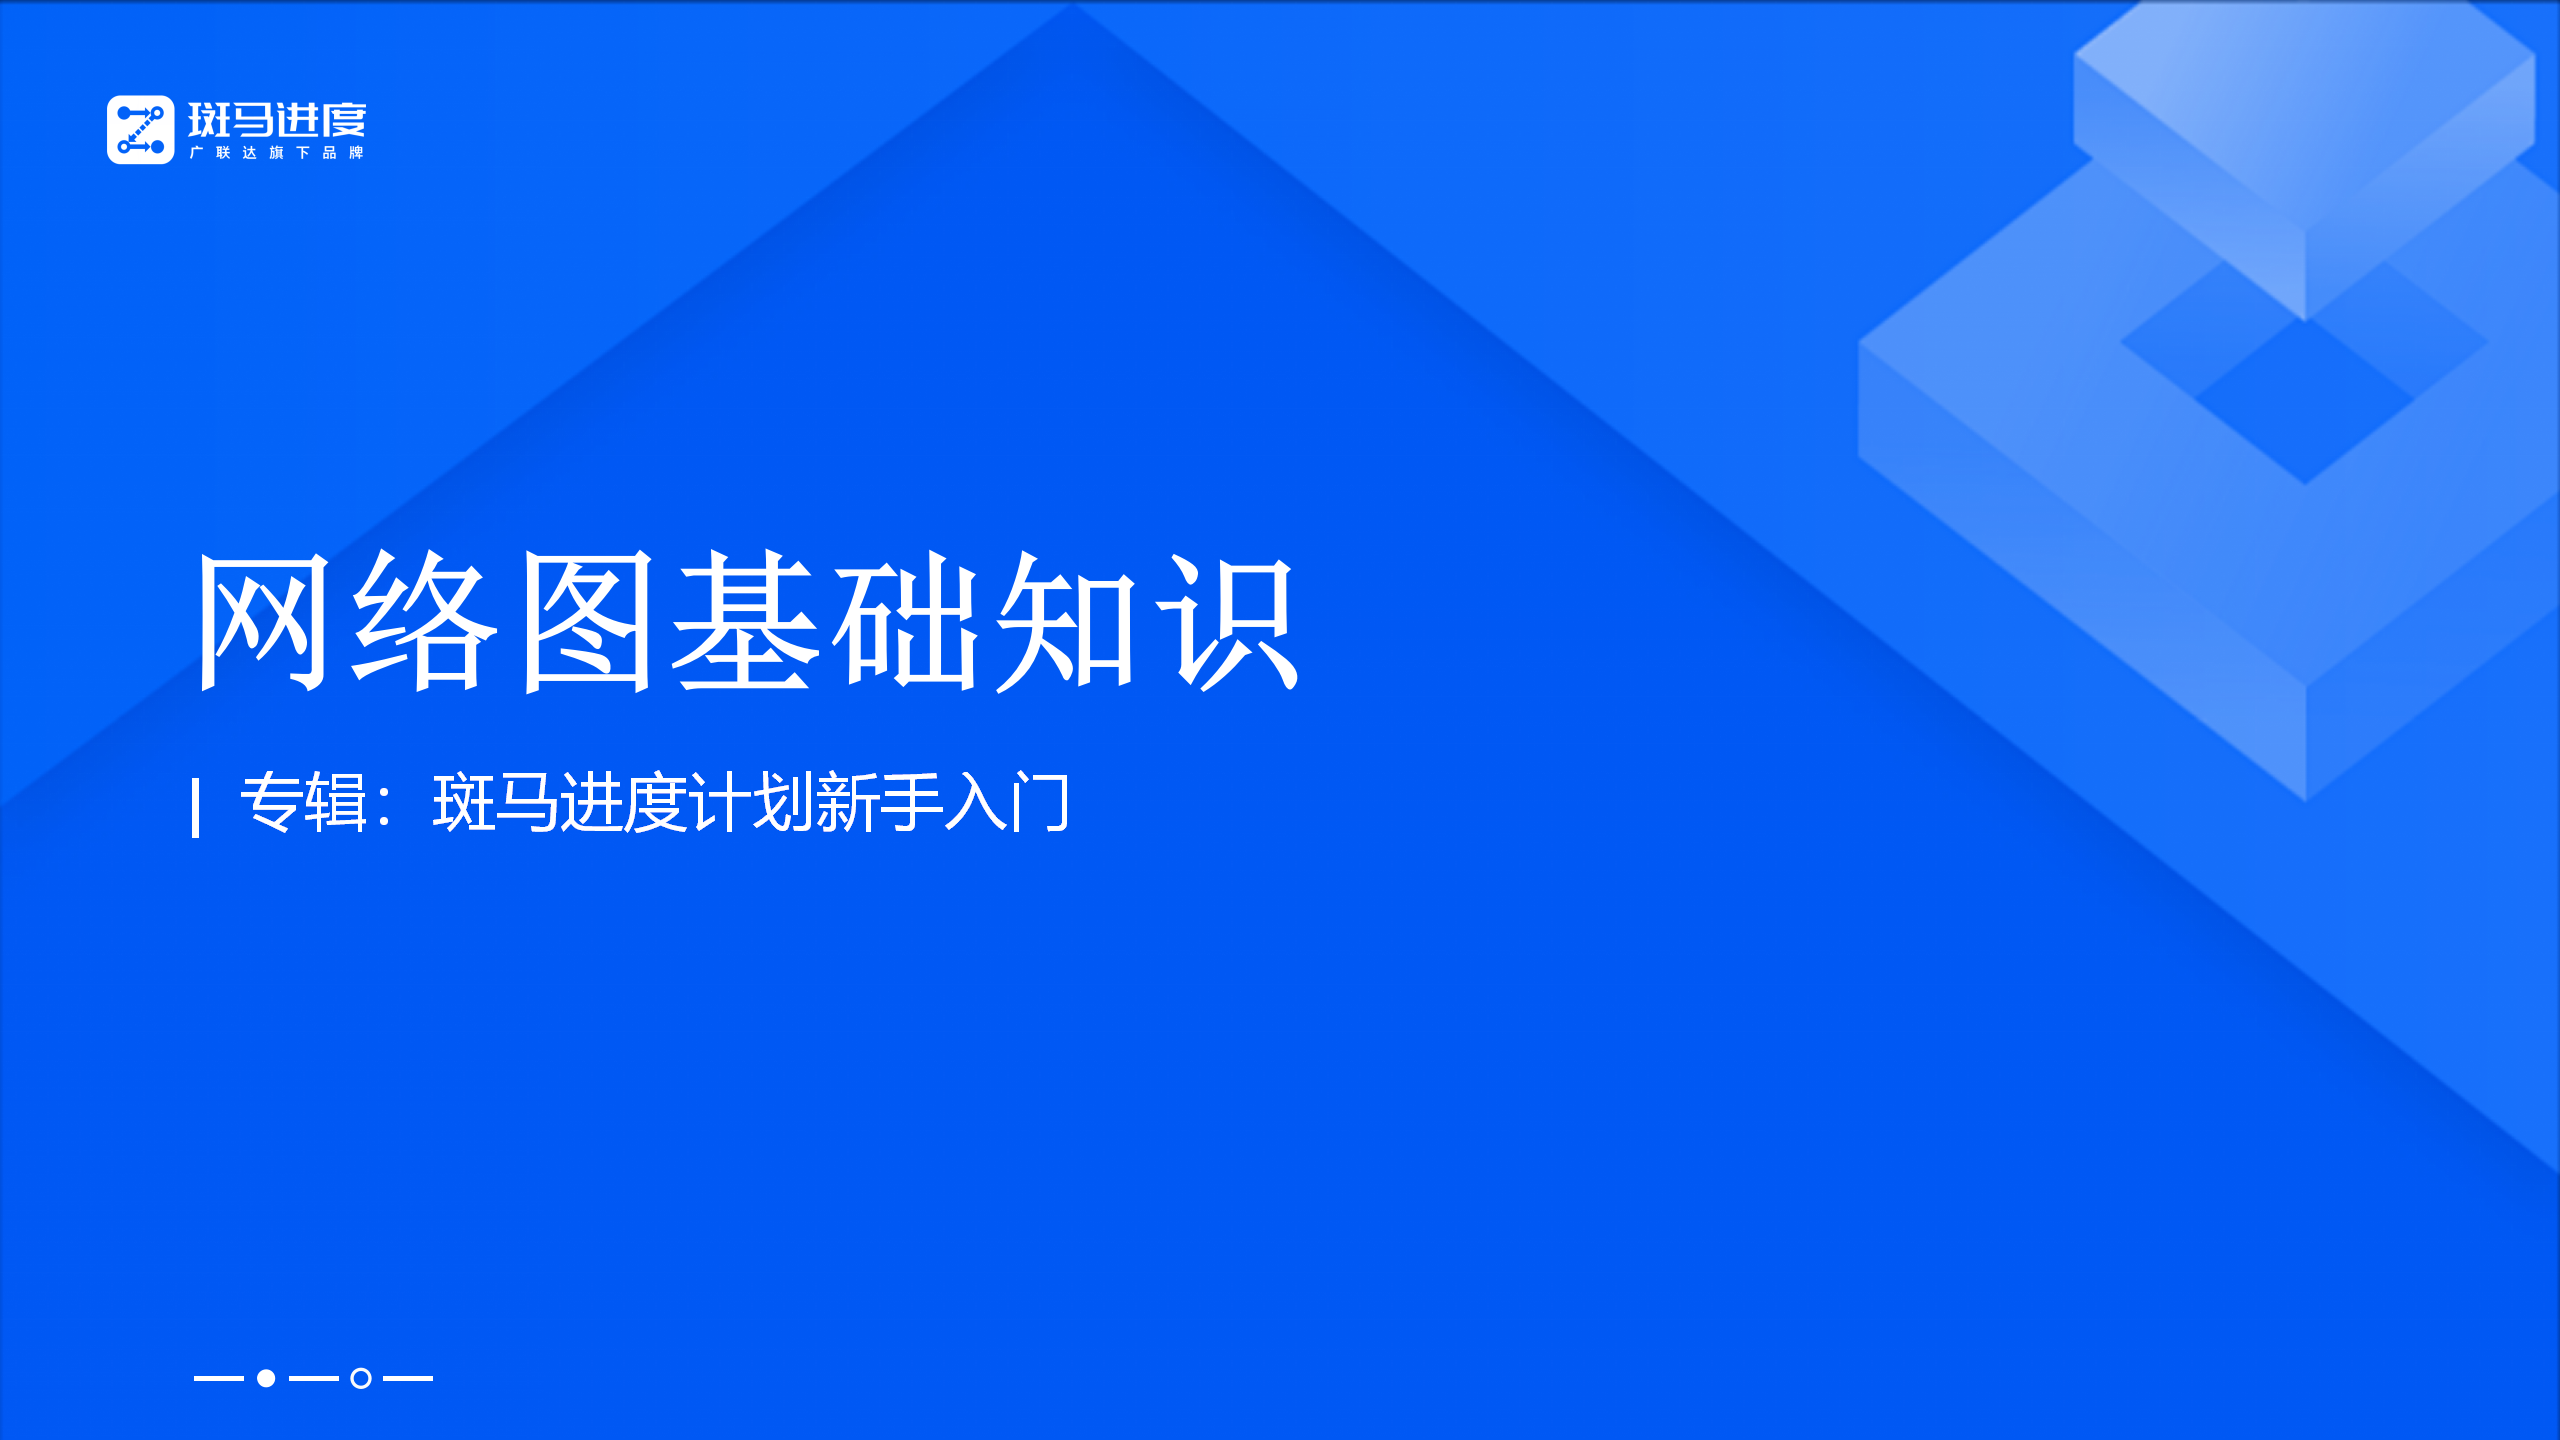 斑马进度
广联达旗下品牌
网络图基础知识
专辑：斑马进度计划新手入门